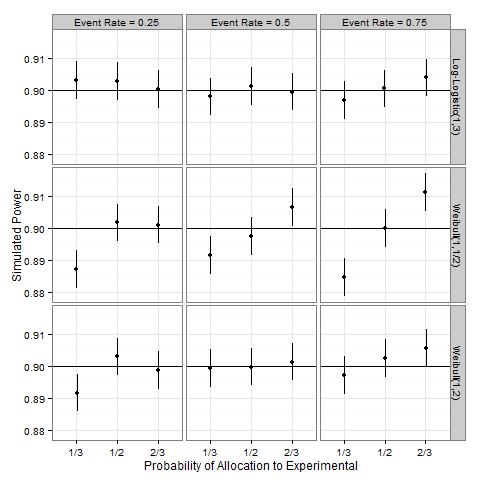 Event Rate = 0.25 Event Rate = 0.5 Event Rate = 0.75
0.91
0.90
0.89
0.88
Log-Logistic(1,3)
0.91
0.90
0.89
0.88
Weibull(1,1/2)
0.91
0.90
0.89
0.88
Weibull(1,2)
Simulated Power
1/3 1/2 2/3 1/3 1/2 2/3 1/3 1/2 2/3
Probability of Allocation to Experimental